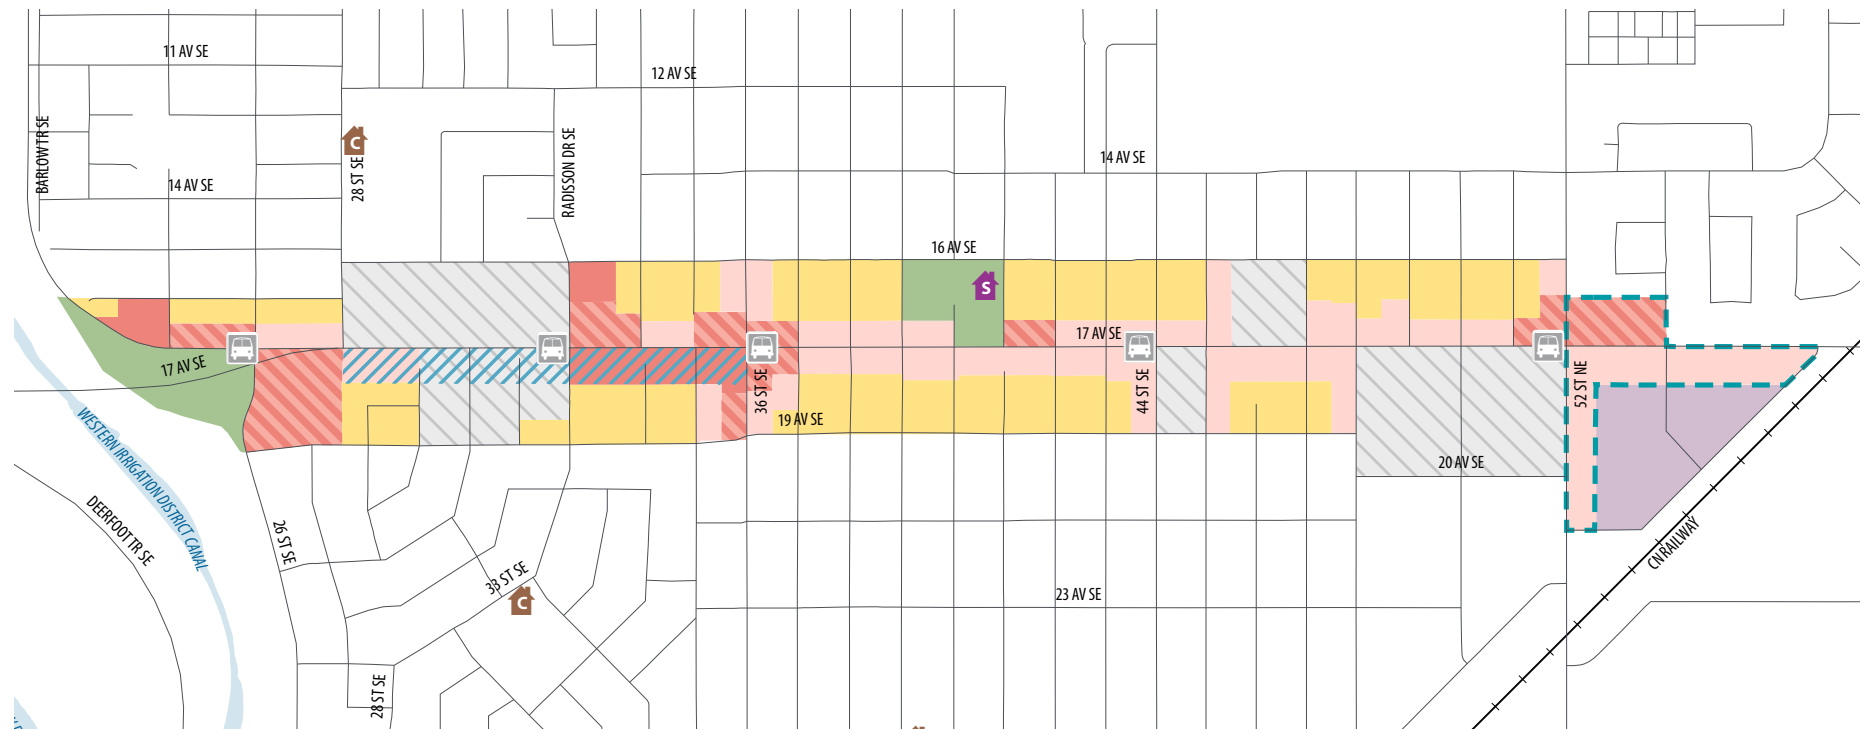 11 AV SE
12 AV SE
BARLOW TR SE
C
28 ST SE
RADISSON DR SE
14 AV SE
14 AV SE
16 AV SE
S
17 AV SE
17 AV SE
36 ST SE
44 ST SE
52 ST NE
19 AV SE
20 AV SE
WESTERN IRRIGATION DISTRICT CANAL
DEERFOOT TR SE
26 ST SE
33 ST SE
C
CN RAILWAY
23 AV SE
28 ST SE